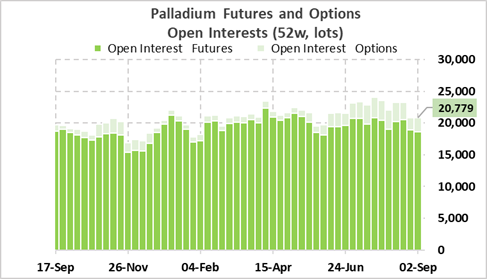 Palladium Futures and Options
Open Interests (52w, lots)
Open Interest Futures Open Interest Options
30,000
25,000
20,779
20,000
15,000
10,000
5,000
0
17-Sep 26-Nov 04-Feb 15-Apr 24-Jun 02-Sep